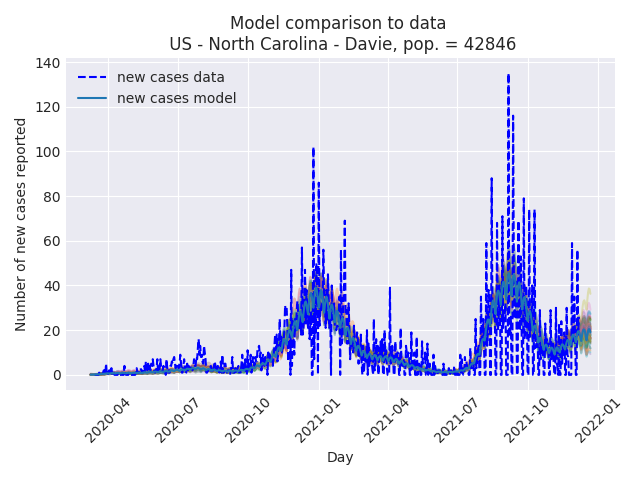 Model comparison to data
US - North Carolina - Davie, pop. = 42846
new cases data
new cases model
Number of new cases reported
140
120
100
80
60
40
20
0
2020-04
2020-07
2020-10
2021-01
2021-04
2021-07
2021-10
2022-01
Day